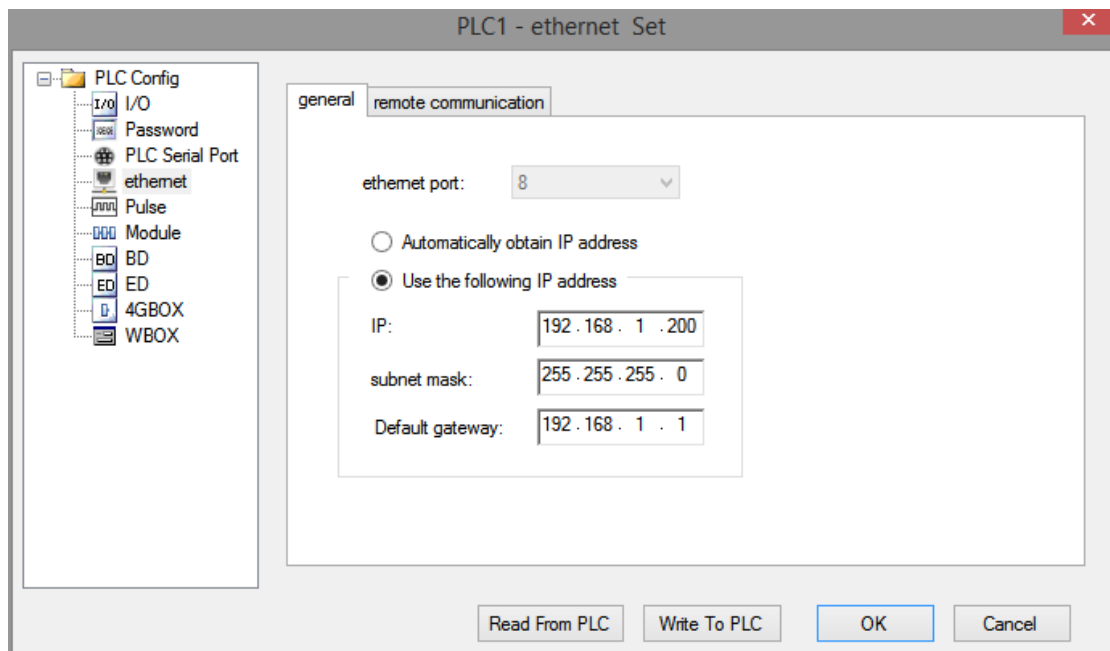 PLC1 - ethernet Set
PLC Config
I/O
I/O
Password
PLC Serial Port
ethernet
Pulse
Module
BD BD
ED ED
4GBOX
WBOX
general
remote communication
ethernet port: 8
Automatically obtain IP address
Use the following IP address
IP: 192 . 168 . 1 . 200
subnet mask: 255 . 255 . 255 . 0
Default gateway: 192 . 168 . 1 . 1
Read From PLC
Write To PLC
OK
Cancel